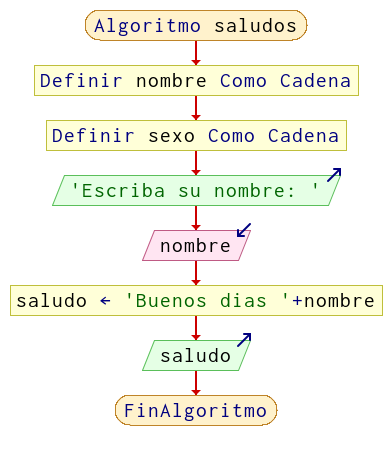 Algoritmo saludos
Definir nombre Como Cadena
Definir sexo Como Cadena
'Escriba su nombre: '
nombre
saludo ← 'Buenos dias '+nombre
saludo
FinAlgoritmo